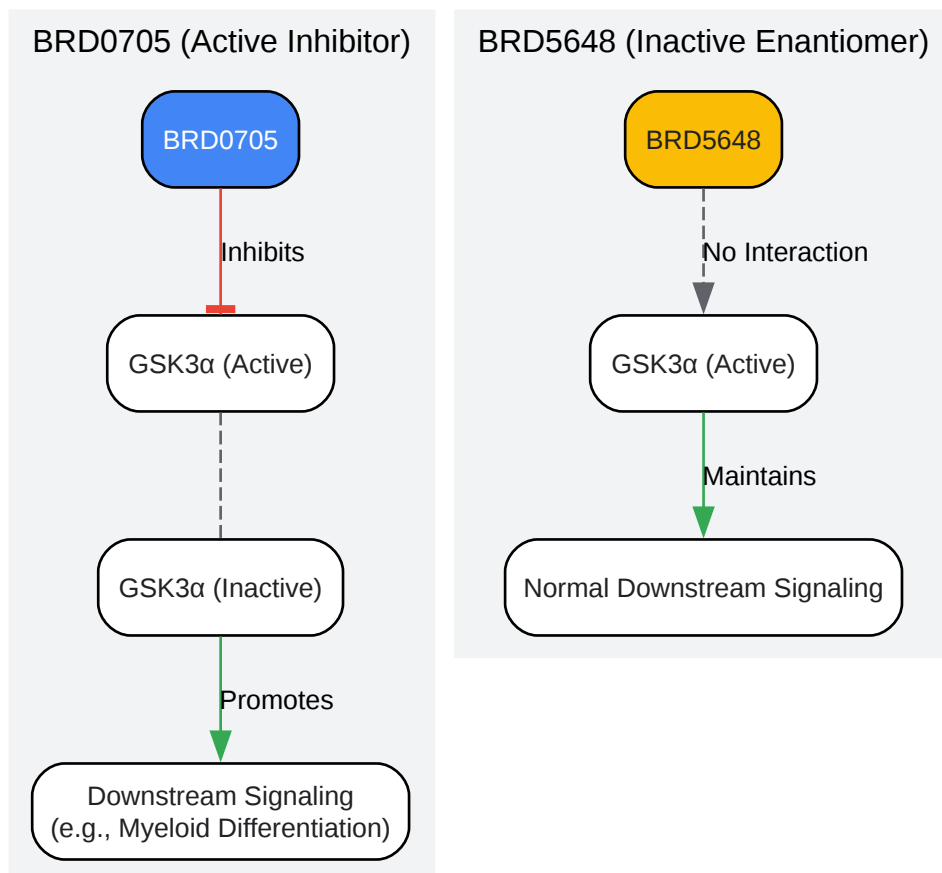 BRD0705 (Active Inhibitor)
BRD0705
Inhibits
GSK3α (Active)
GSK3α (Inactive)
Promotes
Downstream Signaling
(e.g., Myeloid Differentiation)
BRD5648 (Inactive Enantiomer)
BRD5648
No Interaction
GSK3α (Active)
Maintains
Normal Downstream Signaling